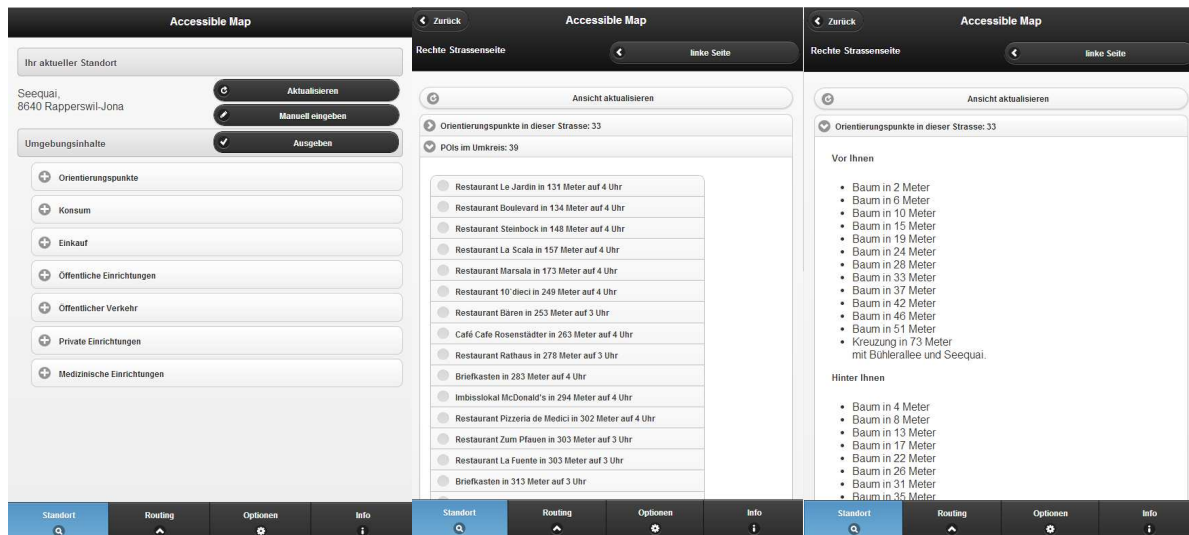 Accessible Map
Ihr aktueller Standort
Seequai,
8640 Rapperswil-Jona
Aktualisieren
Manuell eingeben
Umgebungsinhalte
Ausgeben
Orientierungspunkte
Konsum
Einkauf
Öffentliche Einrichtungen
Öffentlicher Verkehr
Private Einrichtungen
Medizinische Einrichtungen
Standort
Routing
Optionen
Info
Zurück
Accessible Map
Rechte Strassenseite
linke Seite
Ansicht aktualisieren
Orientierungspunkte in dieser Strasse: 33
POIs im Umkreis: 39
Restaurant Le Jardin in 131 Meter auf 4 Uhr
Restaurant Boulevard in 134 Meter auf 4 Uhr
Restaurant Steinbock in 148 Meter auf 4 Uhr
Restaurant La Scala in 157 Meter auf 4 Uhr
Restaurant Marsala in 173 Meter auf 4 Uhr
Restaurant 10`dieci in 249 Meter auf 4 Uhr
Restaurant Bären in 253 Meter auf 3 Uhr
Café Cafe Rosenstädter in 263 Meter auf 4 Uhr
Restaurant Rathaus in 278 Meter auf 3 Uhr
Briefkasten in 283 Meter auf 4 Uhr
Imbisslokal McDonald's in 294 Meter auf 4 Uhr
Restaurant Pizzeria de Medici in 302 Meter auf 4 Uhr
Restaurant Zum Pfauen in 303 Meter auf 3 Uhr
Restaurant La Fuente in 303 Meter auf 3 Uhr
Briefkasten in 313 Meter auf 3 Uhr
Standort
Routing
Optionen
Info
Zurück
Accessible Map
Rechte Strassenseite
linke Seite
Ansicht aktualisieren
Orientierungspunkte in dieser Strasse: 33
Vor Ihnen
Baum in 2 Meter
Baum in 6 Meter
Baum in 10 Meter
Baum in 15 Meter
Baum in 19 Meter
Baum in 24 Meter
Baum in 28 Meter
Baum in 33 Meter
Baum in 37 Meter
Baum in 42 Meter
Baum in 46 Meter
Baum in 51 Meter
Kreuzung in 73 Meter
mit Bühlerallee und Seequai.
Hinter Ihnen
Baum in 4 Meter
Baum in 8 Meter
Baum in 13 Meter
Baum in 17 Meter
Baum in 22 Meter
Baum in 26 Meter
Baum in 31 Meter
Baum in 35 Meter
Standort
Routing
Optionen
Info